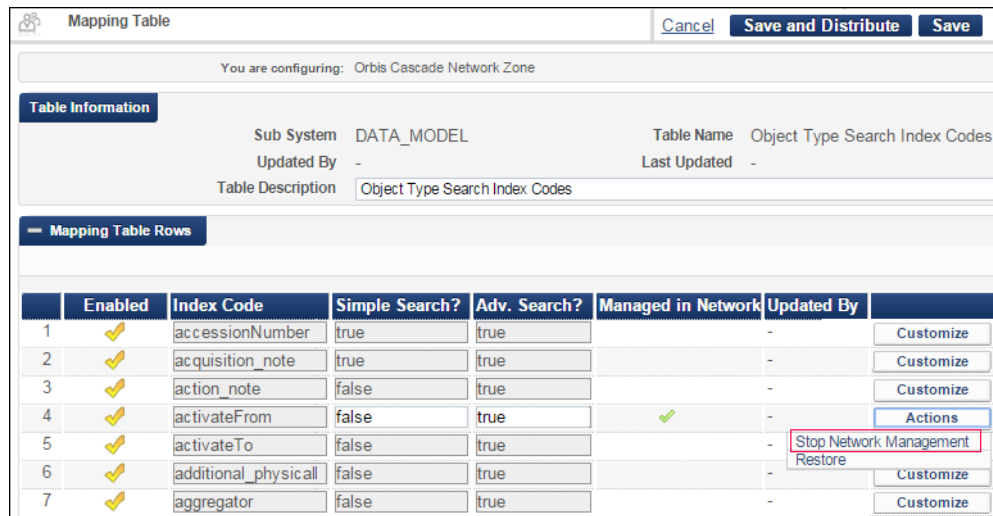 Mapping Table
Cancel Save and Distribute Save
You are configuring: Orbis Cascade Network Zone
Table Information
Sub System DATA_MODEL Table Name Object Type Search Index Codes
Updated By - Last Updated -
Table Description Object Type Search Index Codes
Mapping Table Rows
Enabled Index Code Simple Search? Adv. Search? Managed in Network Updated By
1 accessionNumber true true - Customize
2 acquisition_note true true - Customize
3 action_note false true - Customize
4 activateFrom false true - Actions
5 activateTo false true - Stop Network Management
Restore
6 additional_physicall false true Customize
7 aggregator false true - Customize